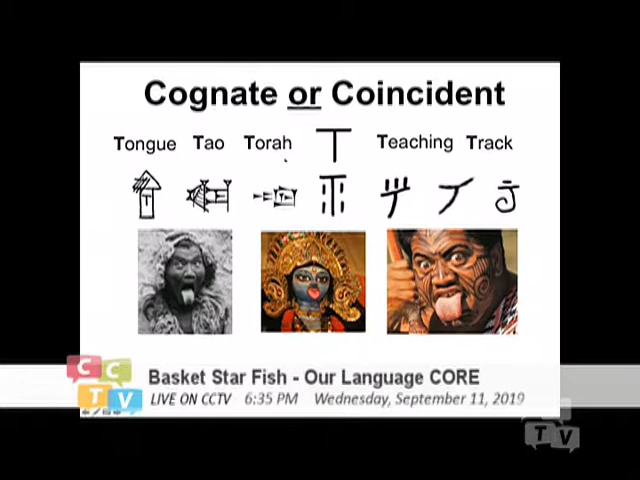 Cognate or Coincident
Tongue Tao Torah T Teaching Track
C C
T V
Basket Star Fish - Our Language CORE
LIVE ON CCTV 6:35 PM Wednesday, September 11, 2019
T V